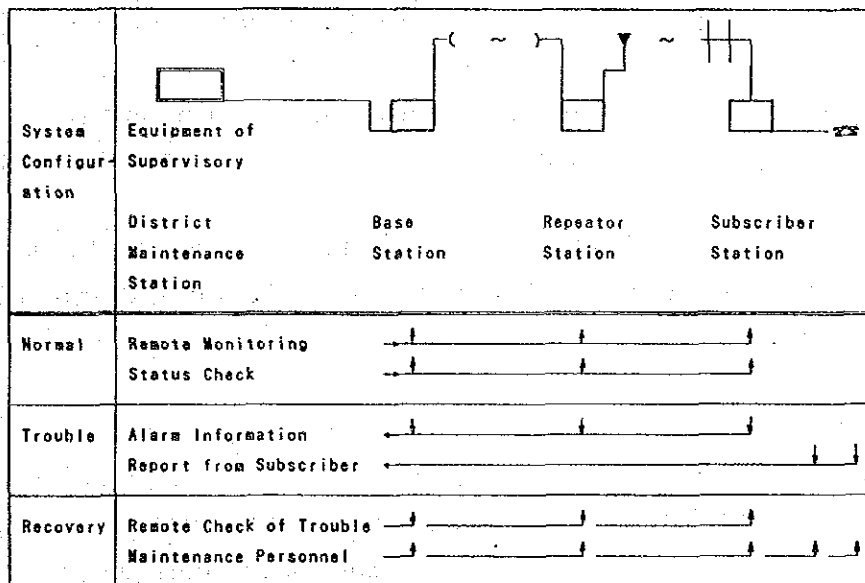 System
Configur-
ation
Equipment of
Supervisory
District
Maintenance
Station
Base
Station
Repeator
Station
Subscriber
Station
Normal
Remote Monitoring
Status Check
Trouble
Alarm Information
Report from Subscriber
Recovery
Remote Check of Trouble
Maintenance Personnel